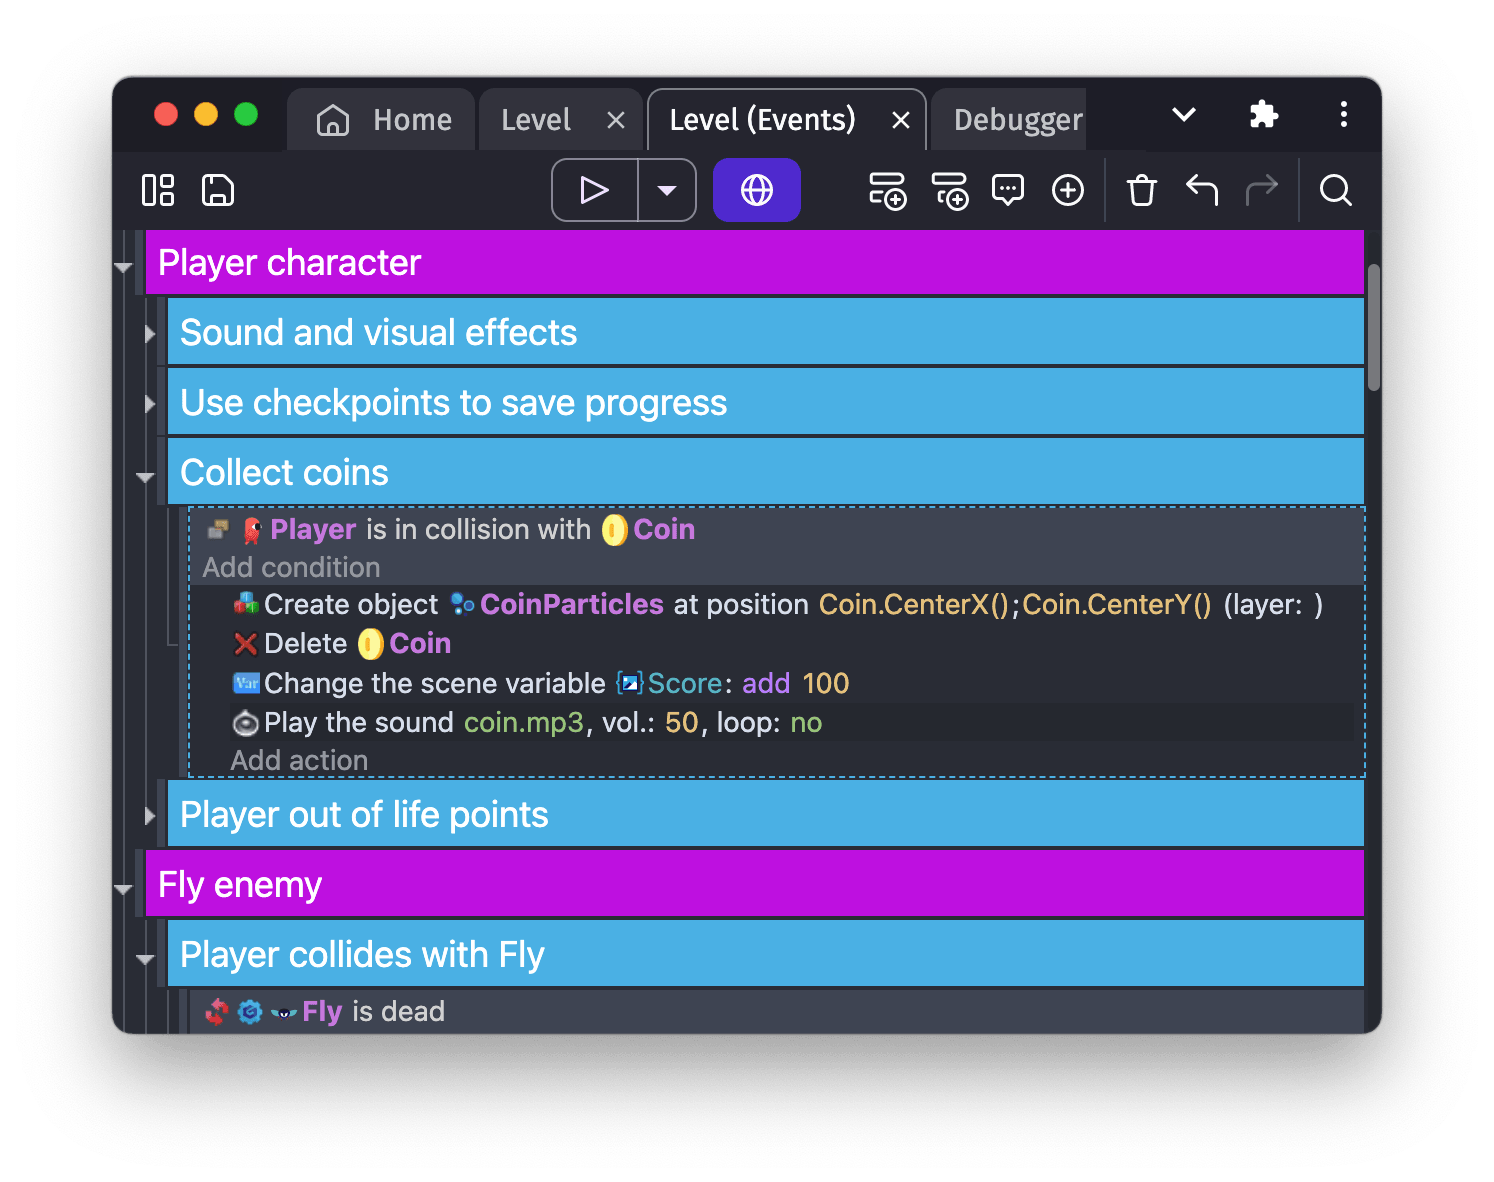 Home Level Level (Events) Debugger
Player character
Sound and visual effects
Use checkpoints to save progress
Collect coins
Player is in collision with Coin
Add condition
Create object CoinParticles at position Coin.CenterX();Coin.CenterY() (layer: )
Delete Coin
Var Change the scene variable Score: add 100
Play the sound coin.mp3, vol.: 50, loop: no
Add action
Player out of life points
Fly enemy
Player collides with Fly
Fly is dead